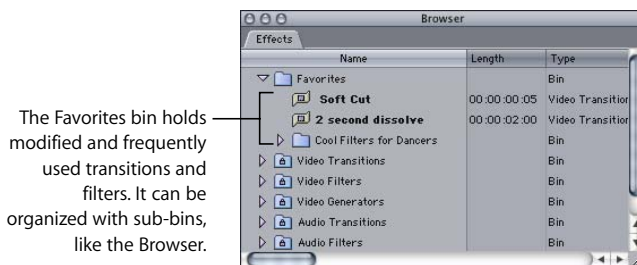 Browser
Effects
Name Length Type
Favorites Bin
Soft Cut 00:00:00:05 Video Transition
2 second dissolve 00:00:02:00 Video Transition
Cool Filters for Dancers Bin
Video Transitions Bin
Video Filters Bin
Video Generators Bin
Audio Transitions Bin
Audio Filters Bin
The Favorites bin holds
modified and frequently
used transitions and
filters. It can be
organized with sub-bins,
like the Browser.